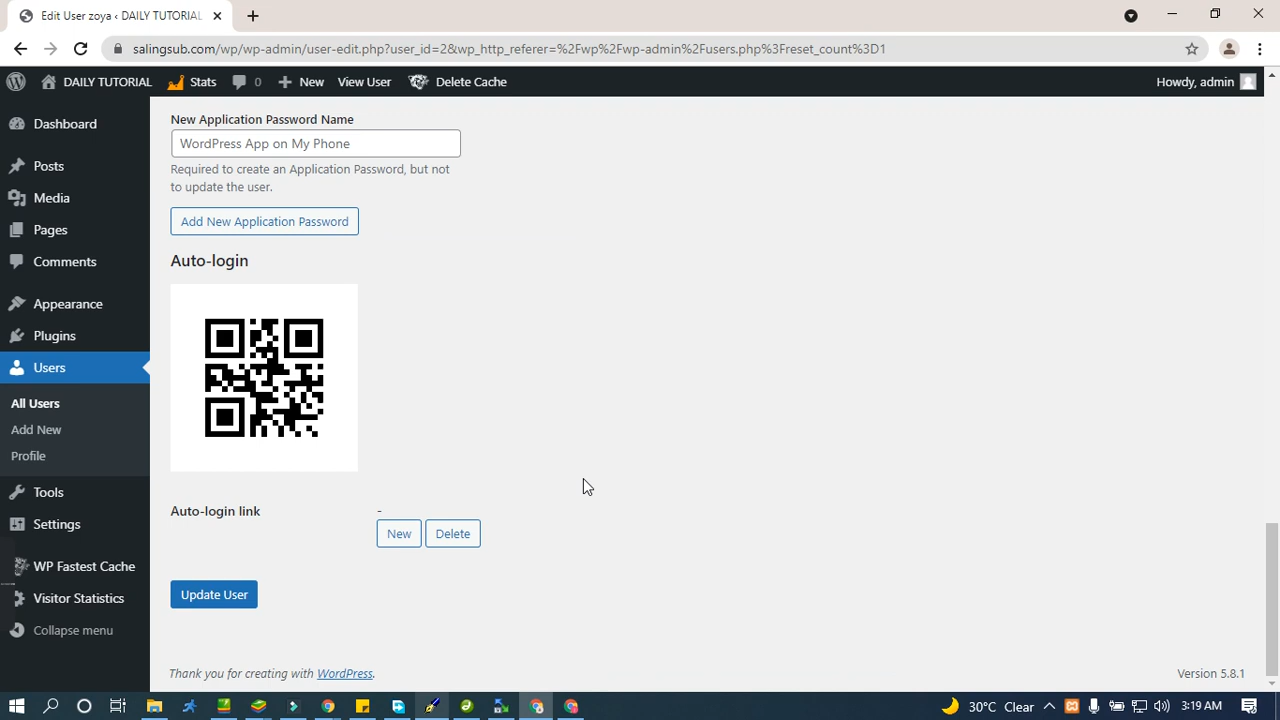 Edit User zoya ‹ DAILY TUTORIAL
salingsub.com/wp/wp-admin/user-edit.php?user_id=2&wp_http_referer=%2Fwp%2Fwp-admin%2Fusers.php%3Freset_count%3D1
DAILY TUTORIAL Stats 0 New View User Delete Cache Howdy, admin
Dashboard
Posts
Media
Pages
Comments
Appearance
Plugins
Users
All Users
Add New
Profile
Tools
Settings
WP Fastest Cache
Visitor Statistics
Collapse menu
New Application Password Name
WordPress App on My Phone
Required to create an Application Password, but not
to update the user.
Add New Application Password
Auto-login
Auto-login link -
New Delete
Update User
Thank you for creating with WordPress. Version 5.8.1
30°C Clear 3:19 AM